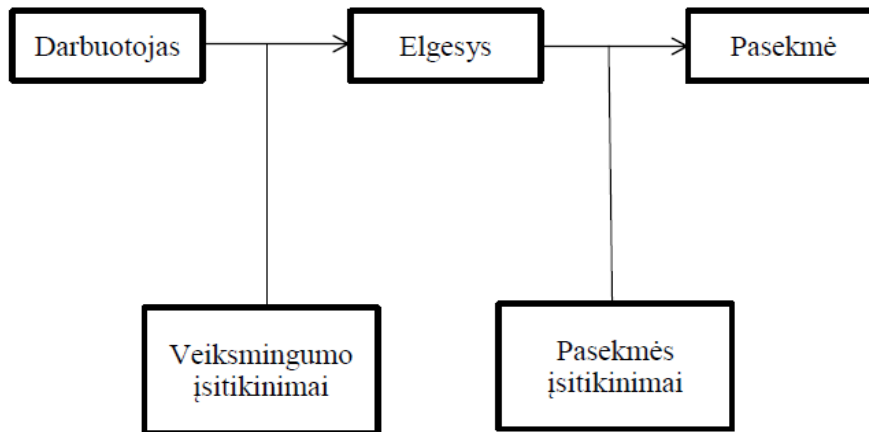 Darbuotojas
Elgesys
Pasekmė
Veiksmingumo
įsitikinimai
Pasekmės
įsitikinimai